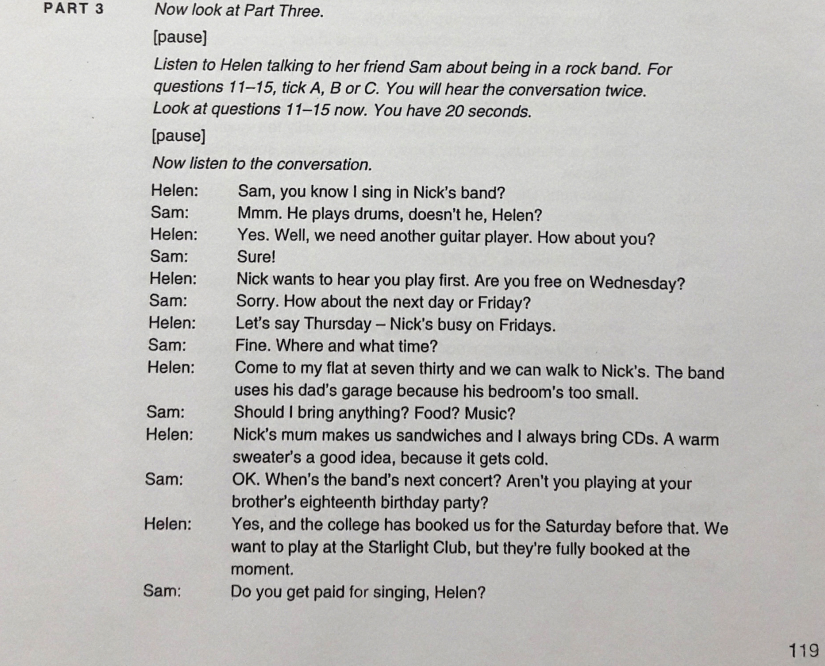 PART 3 Now look at Part Three.
[pause]
Listen to Helen talking to her friend Sam about being in a rock band. For
questions 11–15, tick A, B or C. You will hear the conversation twice.
Look at questions 11–15 now. You have 20 seconds.
[pause]
Now listen to the conversation.
Helen: Sam, you know I sing in Nick's band?
Sam: Mmm. He plays drums, doesn't he, Helen?
Helen: Yes. Well, we need another guitar player. How about you?
Sam: Sure!
Helen: Nick wants to hear you play first. Are you free on Wednesday?
Sam: Sorry. How about the next day or Friday?
Helen: Let's say Thursday – Nick's busy on Fridays.
Sam: Fine. Where and what time?
Helen: Come to my flat at seven thirty and we can walk to Nick's. The band
uses his dad's garage because his bedroom's too small.
Sam: Should I bring anything? Food? Music?
Helen: Nick's mum makes us sandwiches and I always bring CDs. A warm
sweater's a good idea, because it gets cold.
Sam: OK. When's the band's next concert? Aren't you playing at your
brother's eighteenth birthday party?
Helen: Yes, and the college has booked us for the Saturday before that. We
want to play at the Starlight Club, but they're fully booked at the
moment.
Sam: Do you get paid for singing, Helen?
119